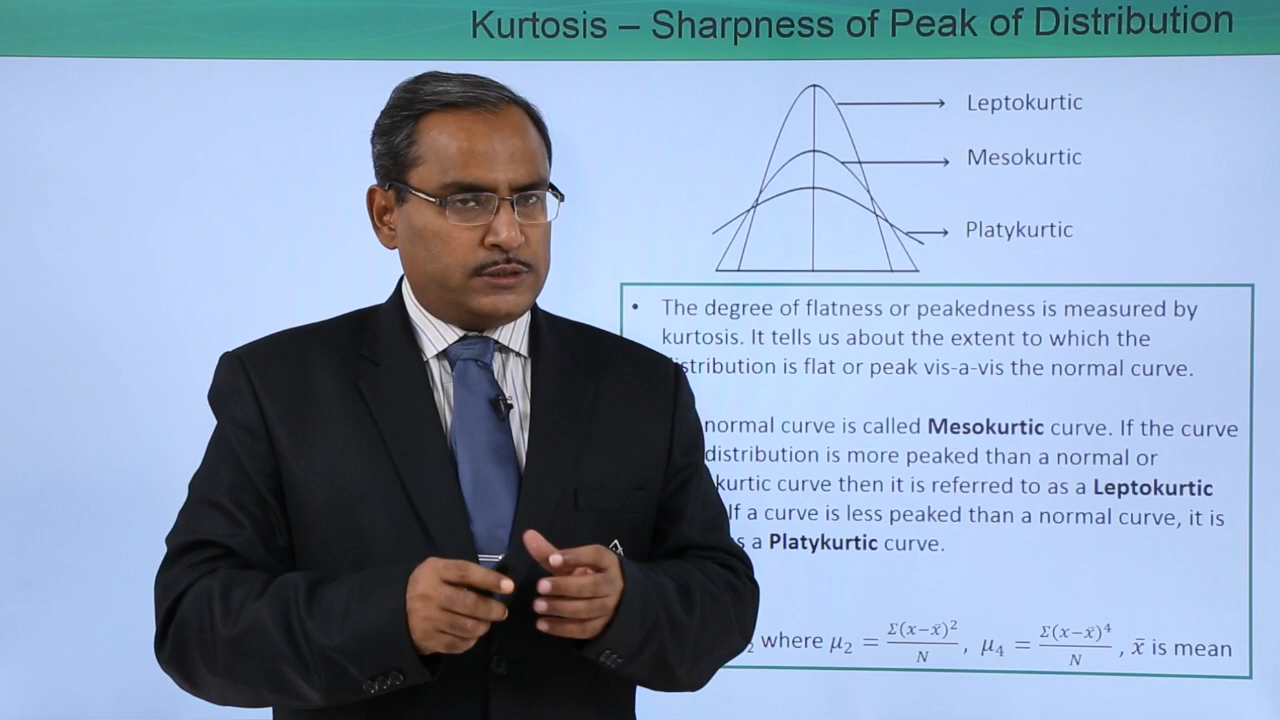 Kurtosis – Sharpness of Peak of Distribution
Leptokurtic
Mesokurtic
Platykurtic
• The degree of flatness or peakedness is measured by
kurtosis. It tells us about the extent to which the
is flat or peak vis-a-vis the normal curve.
normal curve is called Mesokurtic curve. If the curve
distribution is more peaked than a normal or
curve then it is referred to as a Leptokurtic
If a curve is less peaked than a normal curve, it is
a Platykurtic curve.
where μ₂ = Σ(x−x̄)²/N, μ₄ = Σ(x−x̄)⁴/N, x̄ is mean